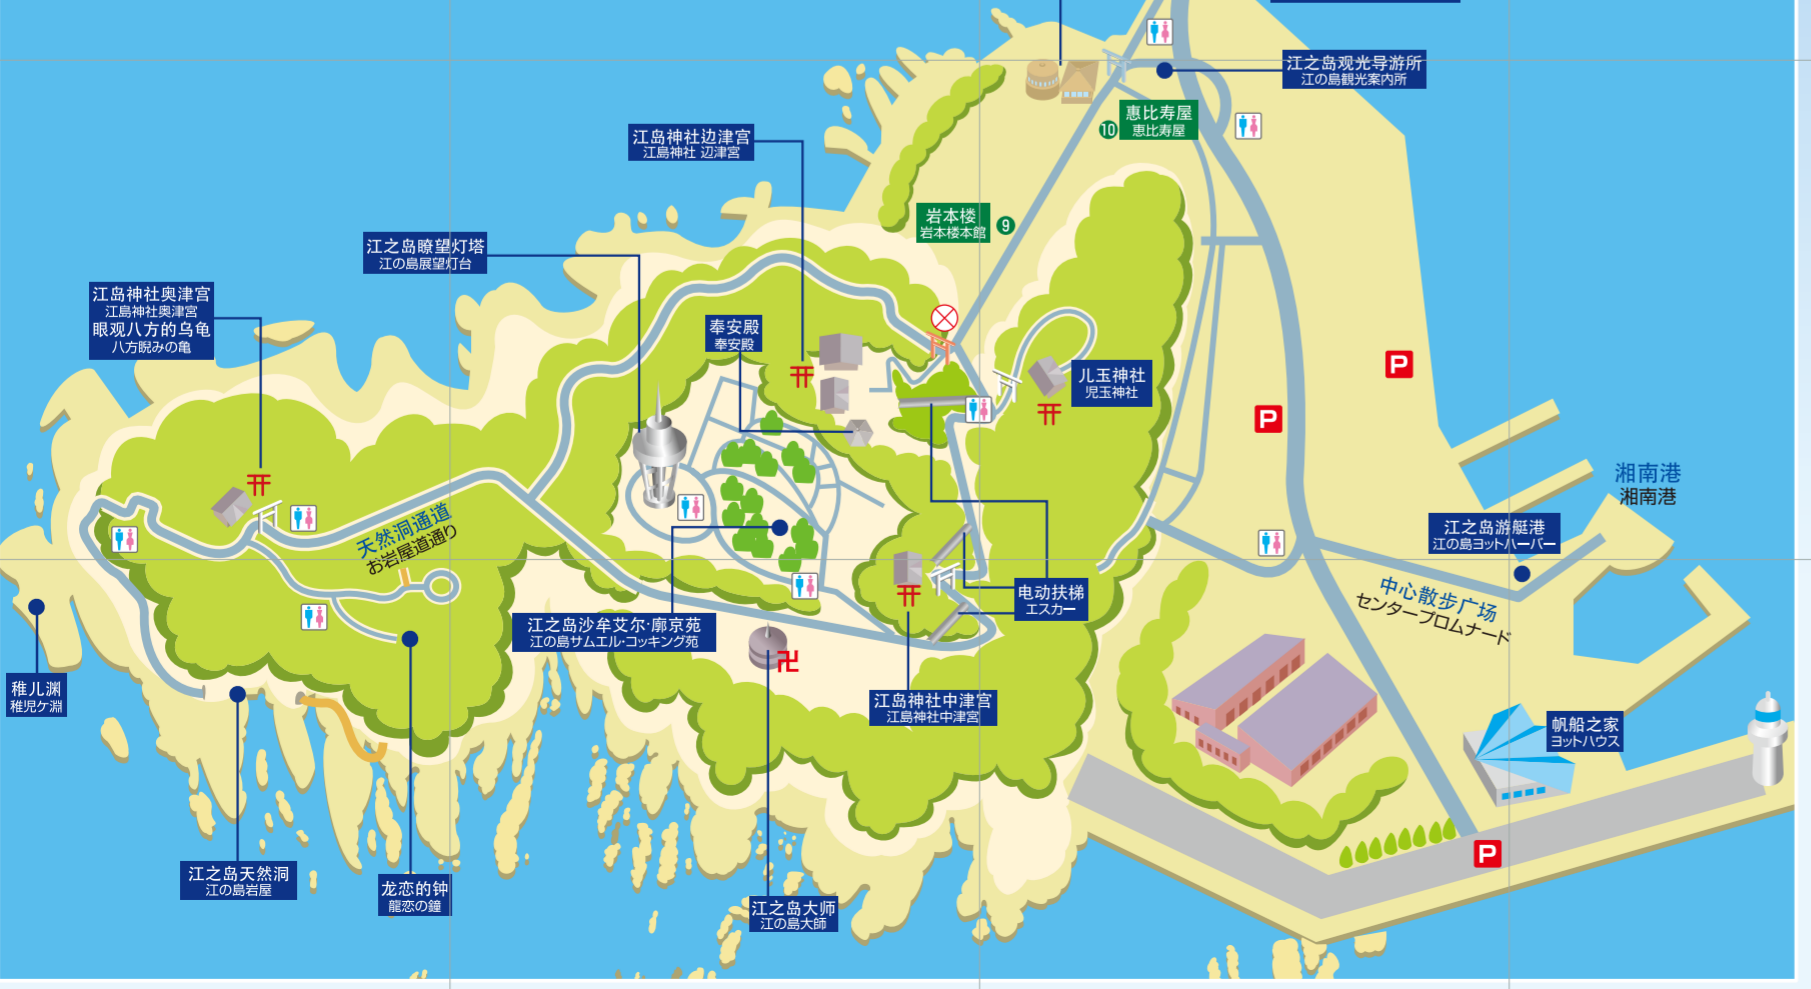 江之岛观光导游所
江の島観光案内所
惠比寿屋
恵比寿屋
10
江岛神社边津宫
江島神社 辺津宮
岩本楼
岩本楼本館
9
江之岛瞭望灯塔
江の島展望灯台
江岛神社奥津宫
江島神社奥津宮
眼观八方的乌龟
八方睨みの亀
奉安殿
奉安殿
儿玉神社
児玉神社
P
P
湘南港
湘南港
天然洞通道
お岩屋道通り
江之岛游艇港
江の島ヨットハーバー
电动扶梯
エスカー
中心散步广场
センタープロムナード
江之岛沙牟艾尔·廓京苑
江の島サムエル・コッキング苑
卍
稚儿渊
稚児ケ淵
江岛神社中津宫
江島神社中津宮
帆船之家
ヨットハウス
P
江之岛天然洞
江の島岩屋
龙恋的钟
龍恋の鐘
江之岛大师
江の島大師